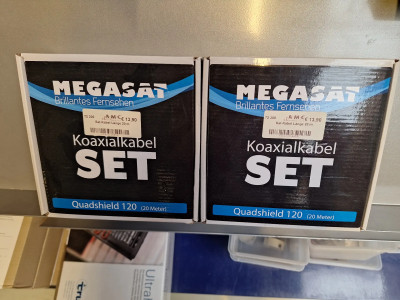 MEGASAT
Brillantes Fernsehen
€ 12,90
Koaxialkabel
SET
Quadshield 120 (20 Meter)
MEGASAT
Brillantes Fernsehen
€ 12,90
Koaxialkabel
SET
Quadshield 120 (20 Meter)
Ultra